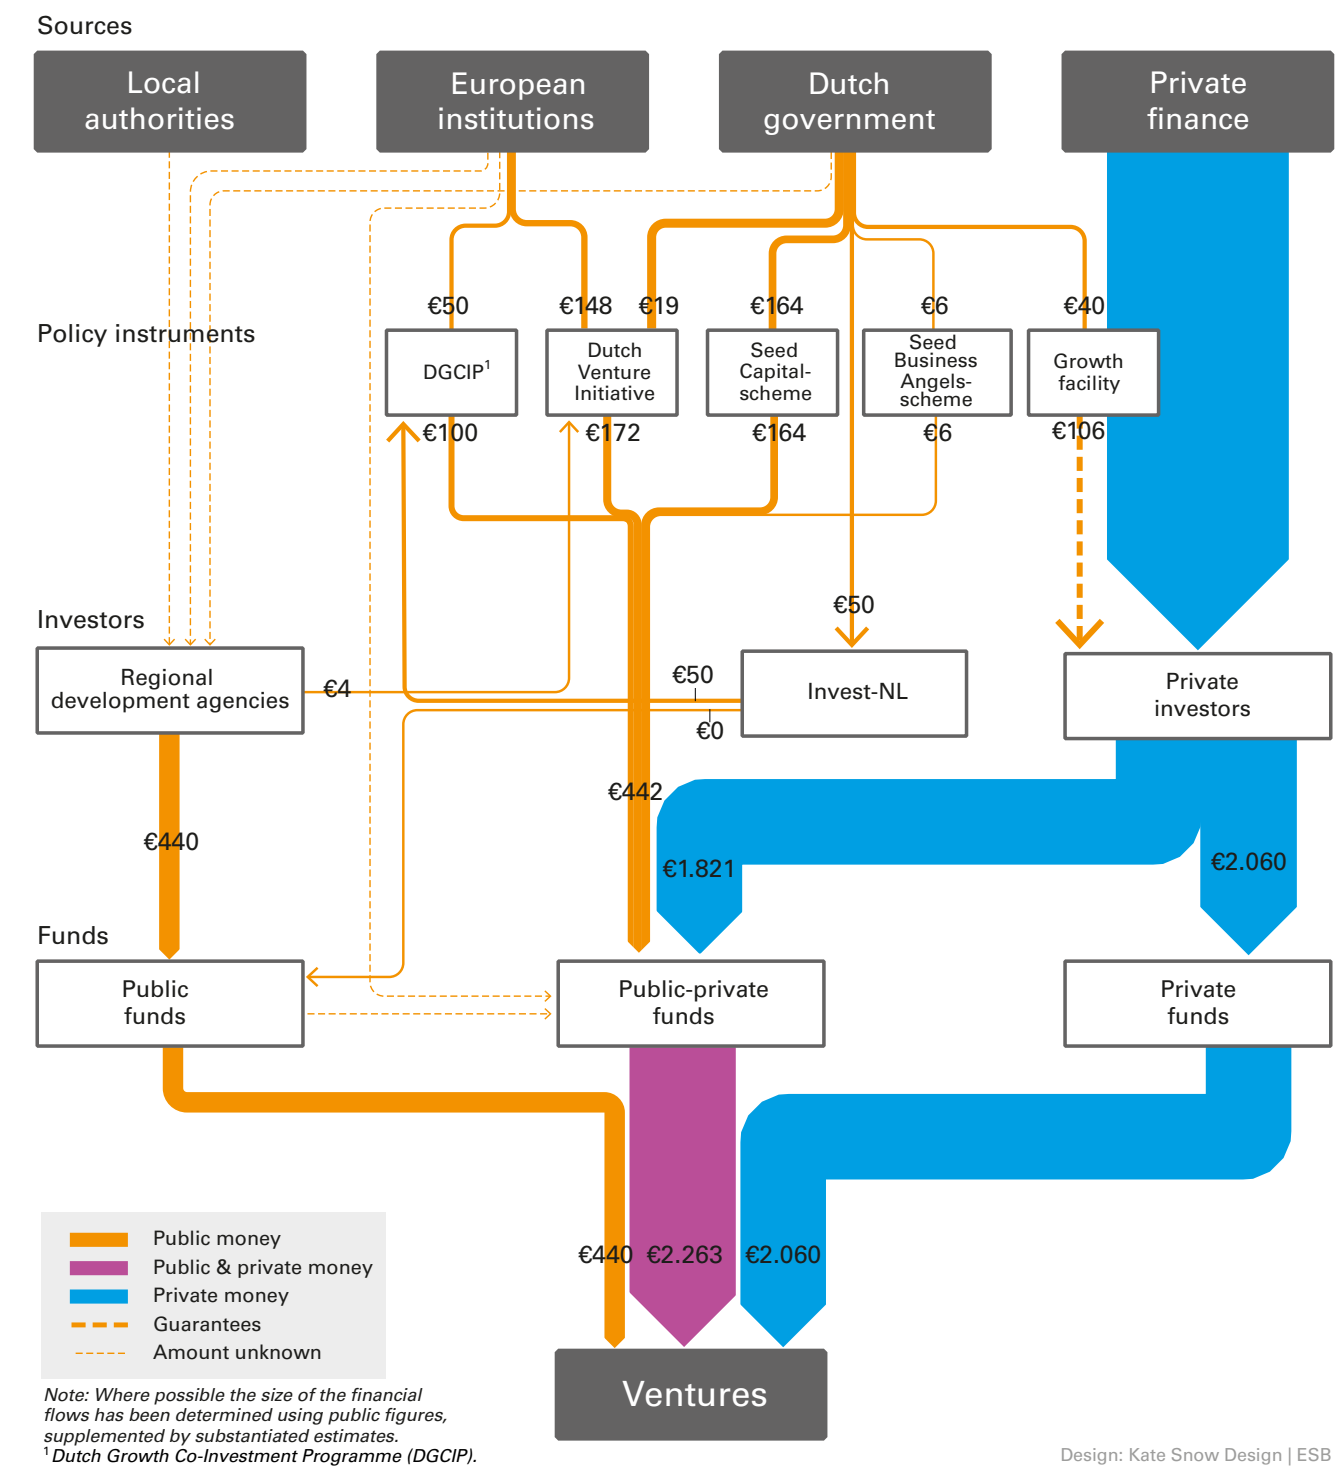 Sources
Local
authorities
European
institutions
Dutch
government
Private
finance
€50
€148
€19
€164
€6
€40
Policy instruments
DGCIP¹
Dutch
Venture
Initiative
Seed
Capital-
scheme
Seed
Business
Angels-
scheme
Growth
facility
€100
€172
€164
€6
€106
€50
Investors
Regional
development agencies
€4
€50
€0
Invest-NL
Private
investors
€442
€440
€1.821
€2.060
Funds
Public
funds
Public-private
funds
Private
funds
€440
€2.263
€2.060
Public money
Public & private money
Private money
Guarantees
Amount unknown
Ventures
Note: Where possible the size of the financial
flows has been determined using public figures,
supplemented by substantiated estimates.
¹ Dutch Growth Co-Investment Programme (DGCIP).
Design: Kate Snow Design | ESB